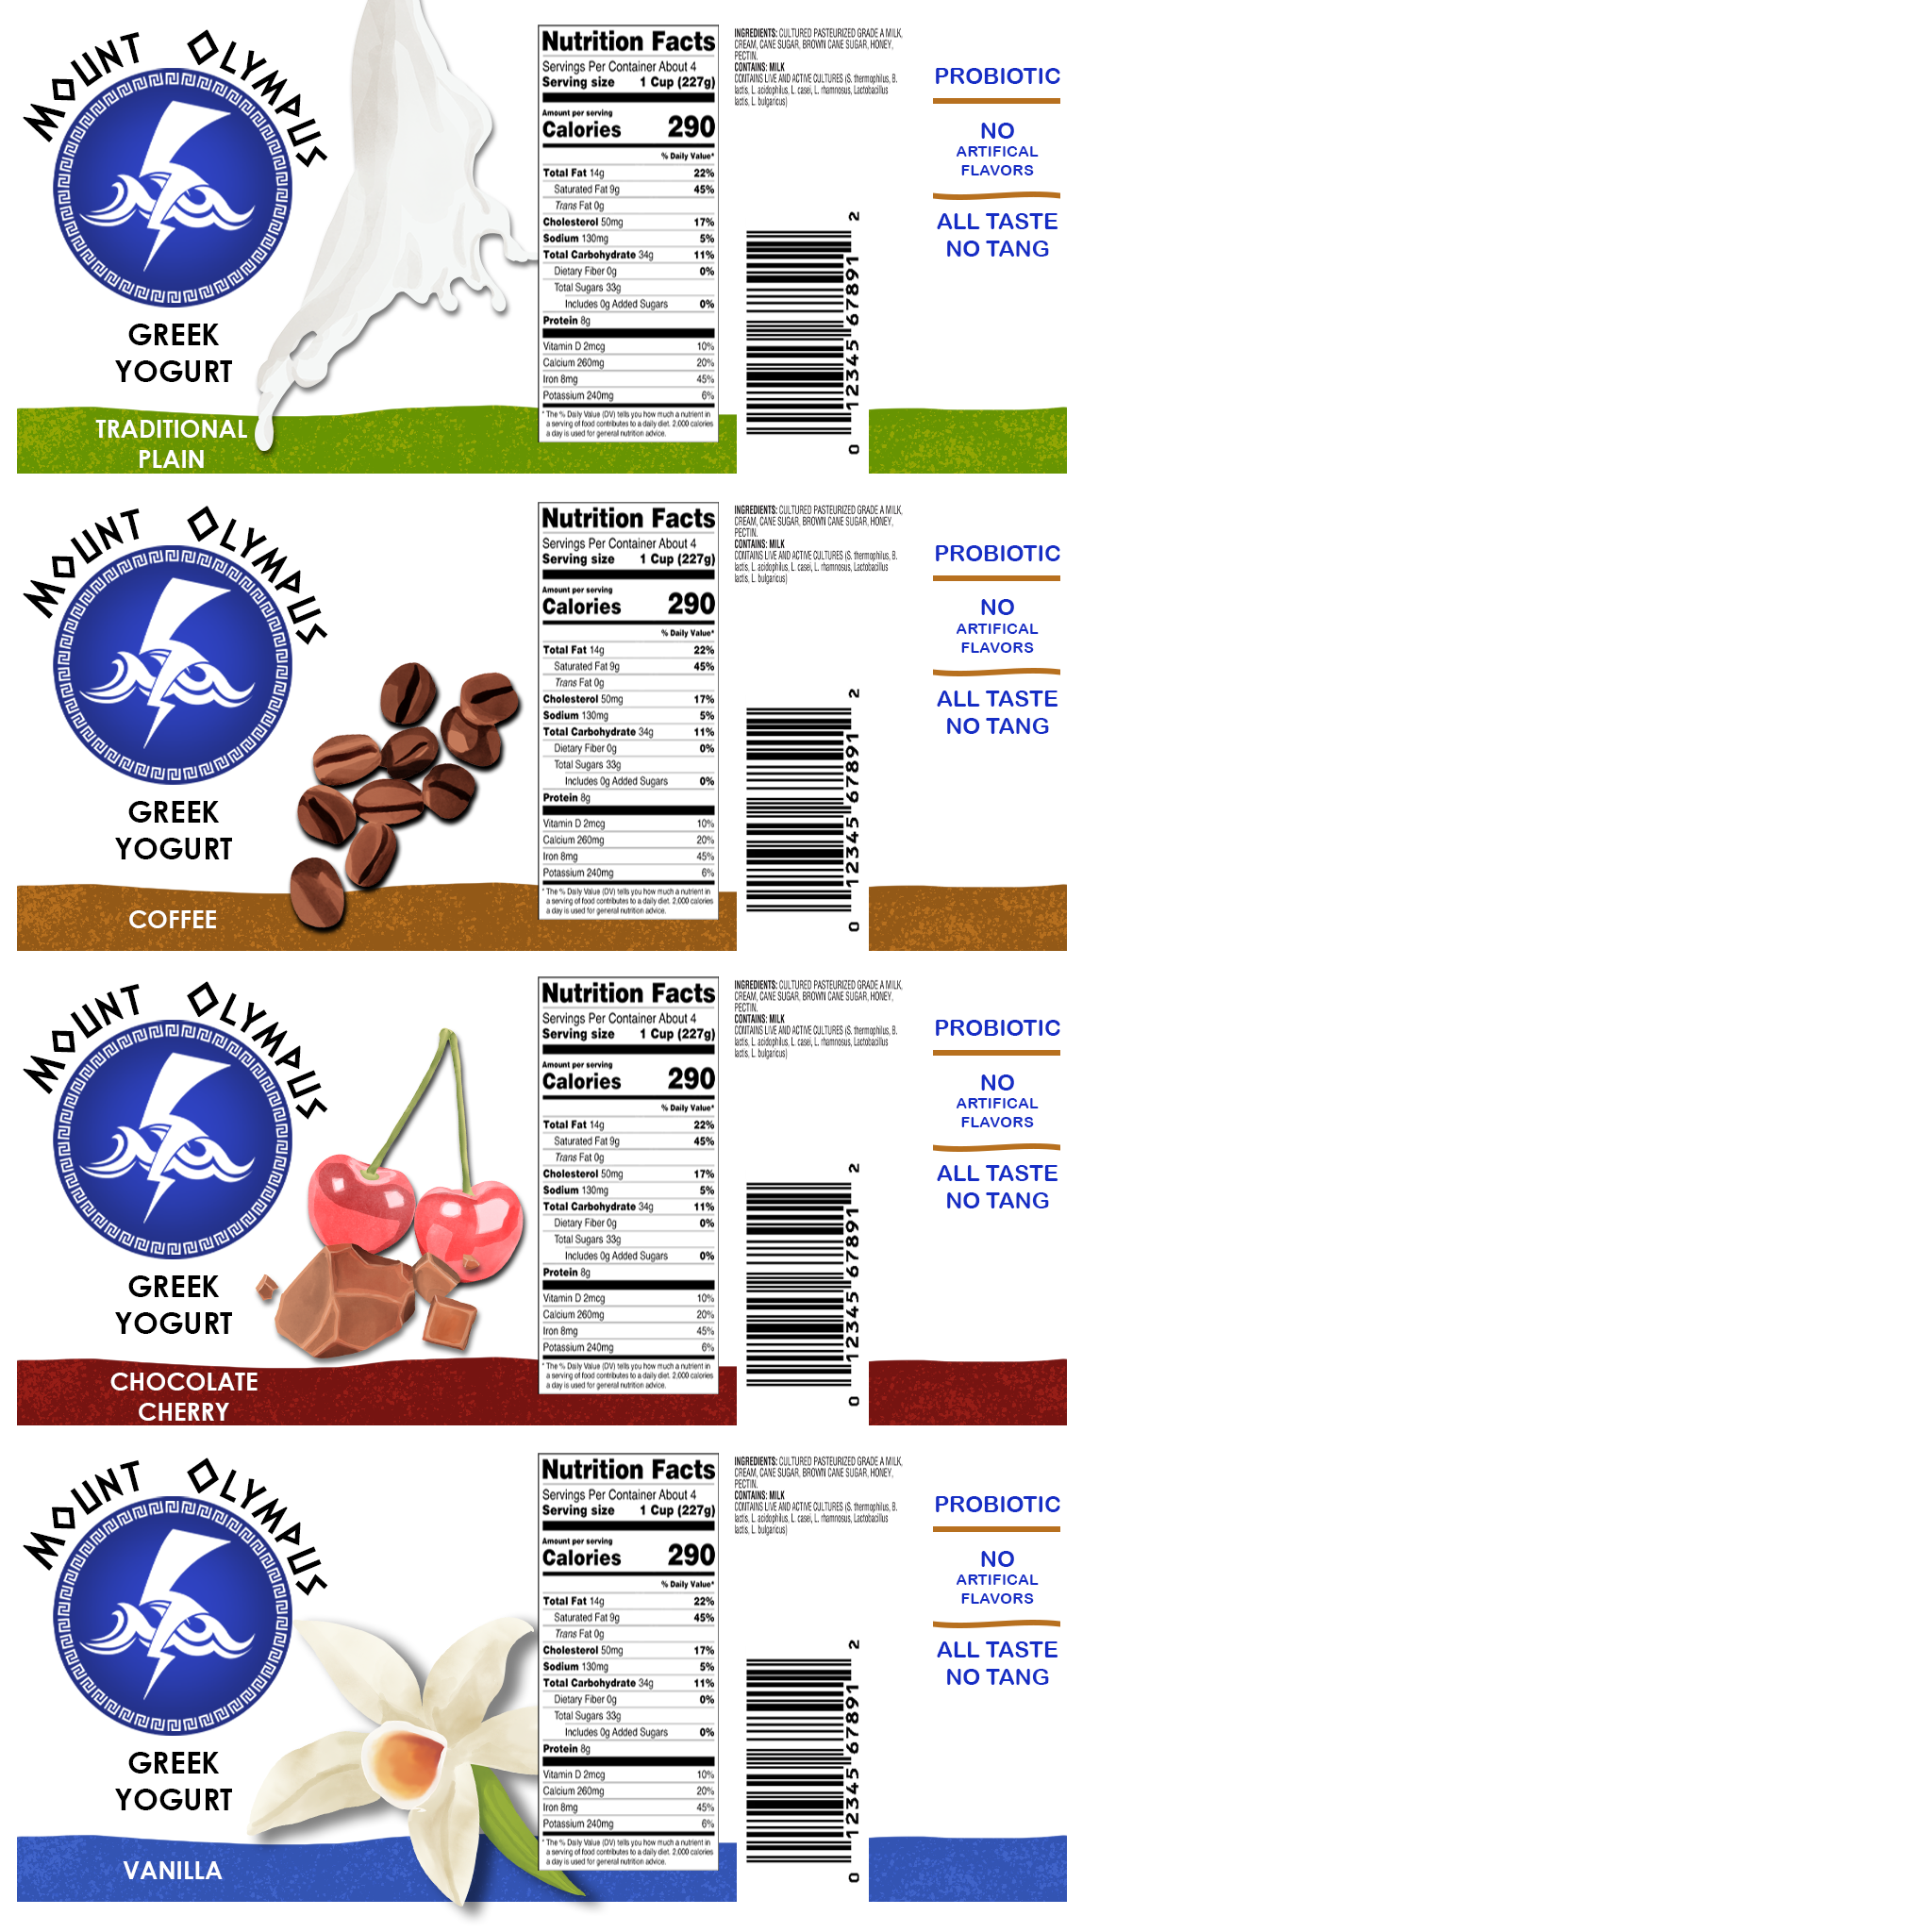 MOUNT OLYMPUS
GREEK
YOGURT
TRADITIONAL
PLAIN
Nutrition Facts
Servings Per Container About 4
Serving size 1 Cup (227g)
Amount per serving
Calories 290
% Daily Value*
Total Fat 14g 22%
Saturated Fat 9g 45%
Trans Fat 0g
Cholesterol 50mg 17%
Sodium 130mg 5%
Total Carbohydrate 34g 11%
Dietary Fiber 0g 0%
Total Sugars 33g
Includes 0g Added Sugars 0%
Protein 8g
Vitamin D 2mcg 10%
Calcium 260mg 20%
Iron 8mg 45%
Potassium 240mg 6%
* The % Daily Value (DV) tells you how much a nutrient in
a serving of food contributes to a daily diet. 2,000 calories
a day is used for general nutrition advice.
INGREDIENTS: CULTURED PASTEURIZED GRADE A MILK,
CREAM, CANE SUGAR, BROWN CANE SUGAR, HONEY,
PECTIN.
CONTAINS: MILK
CONTAINS LIVE AND ACTIVE CULTURES (S. thermophilus, B.
lactis, L. acidophilus, L. casei, L. rhamnosus, Lactobacillus
lactis, L. bulgaricus)
0 12345 67891 2
PROBIOTIC
NO
ARTIFICAL
FLAVORS
ALL TASTE
NO TANG
MOUNT OLYMPUS
GREEK
YOGURT
COFFEE
Nutrition Facts
Servings Per Container About 4
Serving size 1 Cup (227g)
Amount per serving
Calories 290
% Daily Value*
Total Fat 14g 22%
Saturated Fat 9g 45%
Trans Fat 0g
Cholesterol 50mg 17%
Sodium 130mg 5%
Total Carbohydrate 34g 11%
Dietary Fiber 0g 0%
Total Sugars 33g
Includes 0g Added Sugars 0%
Protein 8g
Vitamin D 2mcg 10%
Calcium 260mg 20%
Iron 8mg 45%
Potassium 240mg 6%
* The % Daily Value (DV) tells you how much a nutrient in
a serving of food contributes to a daily diet. 2,000 calories
a day is used for general nutrition advice.
INGREDIENTS: CULTURED PASTEURIZED GRADE A MILK,
CREAM, CANE SUGAR, BROWN CANE SUGAR, HONEY,
PECTIN.
CONTAINS: MILK
CONTAINS LIVE AND ACTIVE CULTURES (S. thermophilus, B.
lactis, L. acidophilus, L. casei, L. rhamnosus, Lactobacillus
lactis, L. bulgaricus)
0 12345 67891 2
PROBIOTIC
NO
ARTIFICAL
FLAVORS
ALL TASTE
NO TANG
MOUNT OLYMPUS
GREEK
YOGURT
CHOCOLATE
CHERRY
Nutrition Facts
Servings Per Container About 4
Serving size 1 Cup (227g)
Amount per serving
Calories 290
% Daily Value*
Total Fat 14g 22%
Saturated Fat 9g 45%
Trans Fat 0g
Cholesterol 50mg 17%
Sodium 130mg 5%
Total Carbohydrate 34g 11%
Dietary Fiber 0g 0%
Total Sugars 33g
Includes 0g Added Sugars 0%
Protein 8g
Vitamin D 2mcg 10%
Calcium 260mg 20%
Iron 8mg 45%
Potassium 240mg 6%
* The % Daily Value (DV) tells you how much a nutrient in
a serving of food contributes to a daily diet. 2,000 calories
a day is used for general nutrition advice.
INGREDIENTS: CULTURED PASTEURIZED GRADE A MILK,
CREAM, CANE SUGAR, BROWN CANE SUGAR, HONEY,
PECTIN.
CONTAINS: MILK
CONTAINS LIVE AND ACTIVE CULTURES (S. thermophilus, B.
lactis, L. acidophilus, L. casei, L. rhamnosus, Lactobacillus
lactis, L. bulgaricus)
0 12345 67891 2
PROBIOTIC
NO
ARTIFICAL
FLAVORS
ALL TASTE
NO TANG
MOUNT OLYMPUS
GREEK
YOGURT
VANILLA
Nutrition Facts
Servings Per Container About 4
Serving size 1 Cup (227g)
Amount per serving
Calories 290
% Daily Value*
Total Fat 14g 22%
Saturated Fat 9g 45%
Trans Fat 0g
Cholesterol 50mg 17%
Sodium 130mg 5%
Total Carbohydrate 34g 11%
Dietary Fiber 0g 0%
Total Sugars 33g
Includes 0g Added Sugars 0%
Protein 8g
Vitamin D 2mcg 10%
Calcium 260mg 20%
Iron 8mg 45%
Potassium 240mg 6%
* The % Daily Value (DV) tells you how much a nutrient in
a serving of food contributes to a daily diet. 2,000 calories
a day is used for general nutrition advice.
INGREDIENTS: CULTURED PASTEURIZED GRADE A MILK,
CREAM, CANE SUGAR, BROWN CANE SUGAR, HONEY,
PECTIN.
CONTAINS: MILK
CONTAINS LIVE AND ACTIVE CULTURES (S. thermophilus, B.
lactis, L. acidophilus, L. casei, L. rhamnosus, Lactobacillus
lactis, L. bulgaricus)
0 12345 67891 2
PROBIOTIC
NO
ARTIFICAL
FLAVORS
ALL TASTE
NO TANG